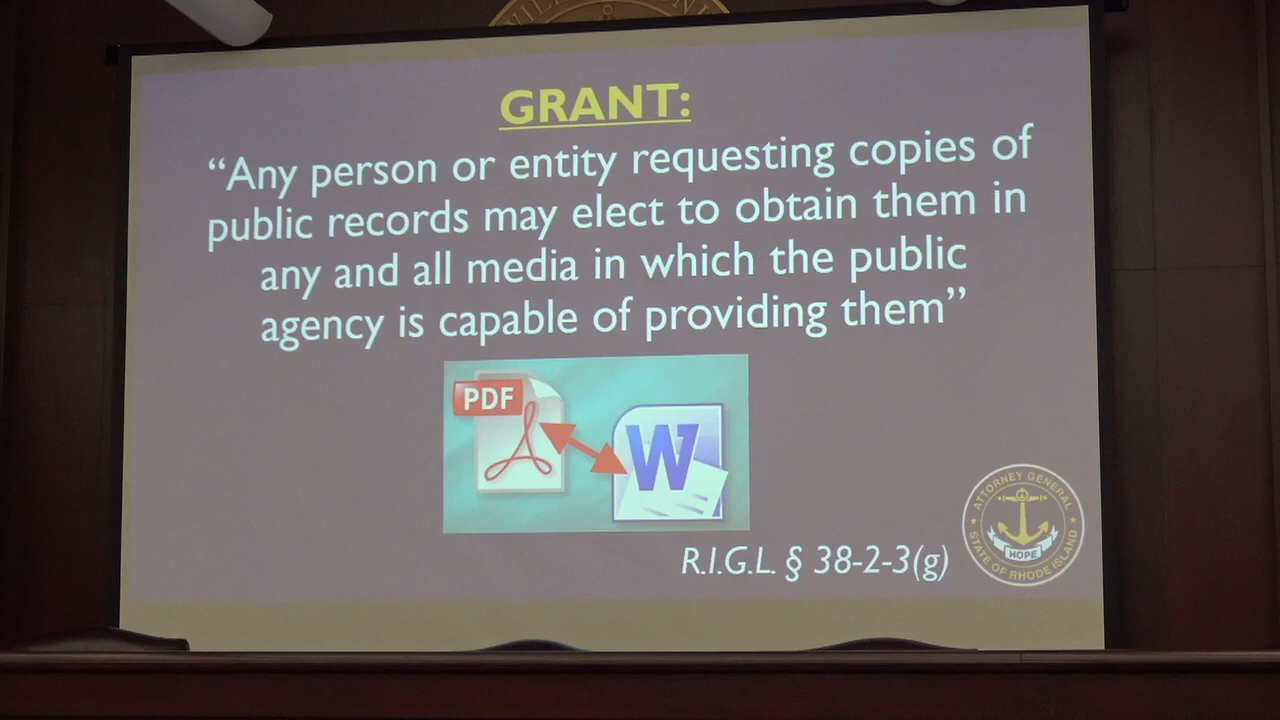 GRANT:
“Any person or entity requesting copies of
public records may elect to obtain them in
any and all media in which the public
agency is capable of providing them”
PDF
W
R.I.G.L. § 38-2-3(g)
ATTORNEY GENERAL
HOPE
STATE OF RHODE ISLAND